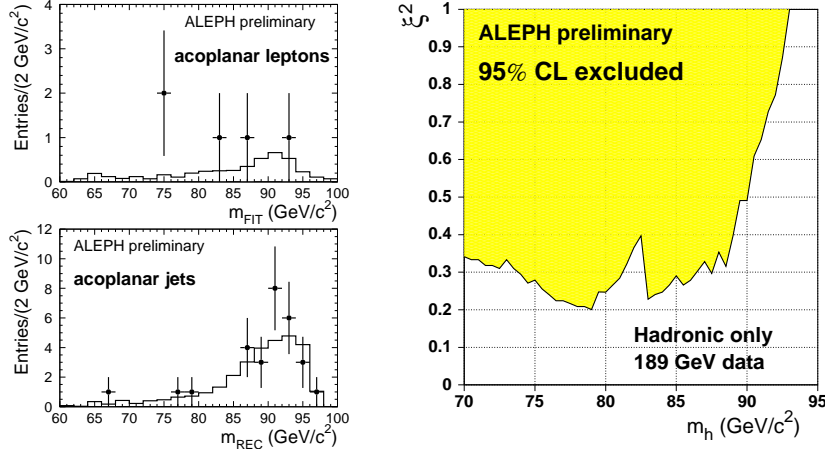 Entries/(2 GeV/c²)
4
3
2
1
0
ALEPH preliminary
acoplanar leptons
60 65 70 75 80 85 90 95 100
m_FIT (GeV/c²)
Entries/(2 GeV/c²)
12
10
8
6
4
2
0
ALEPH preliminary
acoplanar jets
60 65 70 75 80 85 90 95 100
m_REC (GeV/c²)
ξ²
1
0.9
0.8
0.7
0.6
0.5
0.4
0.3
0.2
0.1
0
ALEPH preliminary
95% CL excluded
Hadronic only
189 GeV data
70 75 80 85 90 95
m_h (GeV/c²)